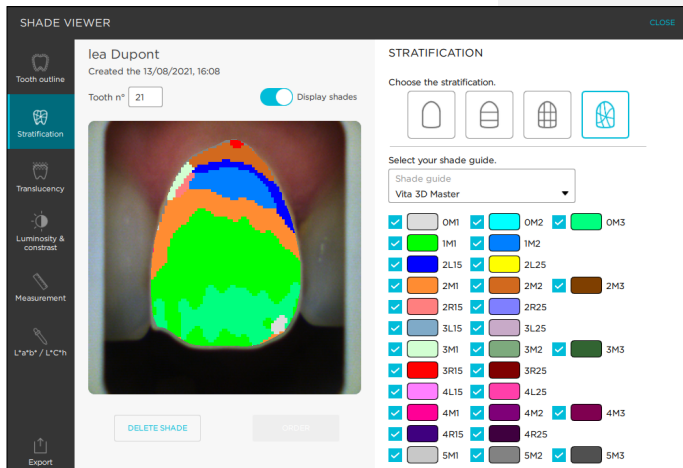 SHADE VIEWER
CLOSE
Tooth outline
Stratification
Translucency
Luminosity &
constrast
Measurement
L*a*b* / L*C*h
Export
lea Dupont
Created the 13/08/2021, 16:08
Tooth n° 21
Display shades
DELETE SHADE
STRATIFICATION
Choose the stratification.
Select your shade guide.
Shade guide
Vita 3D Master
0M1 0M2 0M3
1M1 1M2
2L15 2L25
2M1 2M2 2M3
2R15 2R25
3L15 3L25
3M1 3M2 3M3
3R15 3R25
4L15 4L25
4M1 4M2 4M3
4R15 4R25
5M1 5M2 5M3